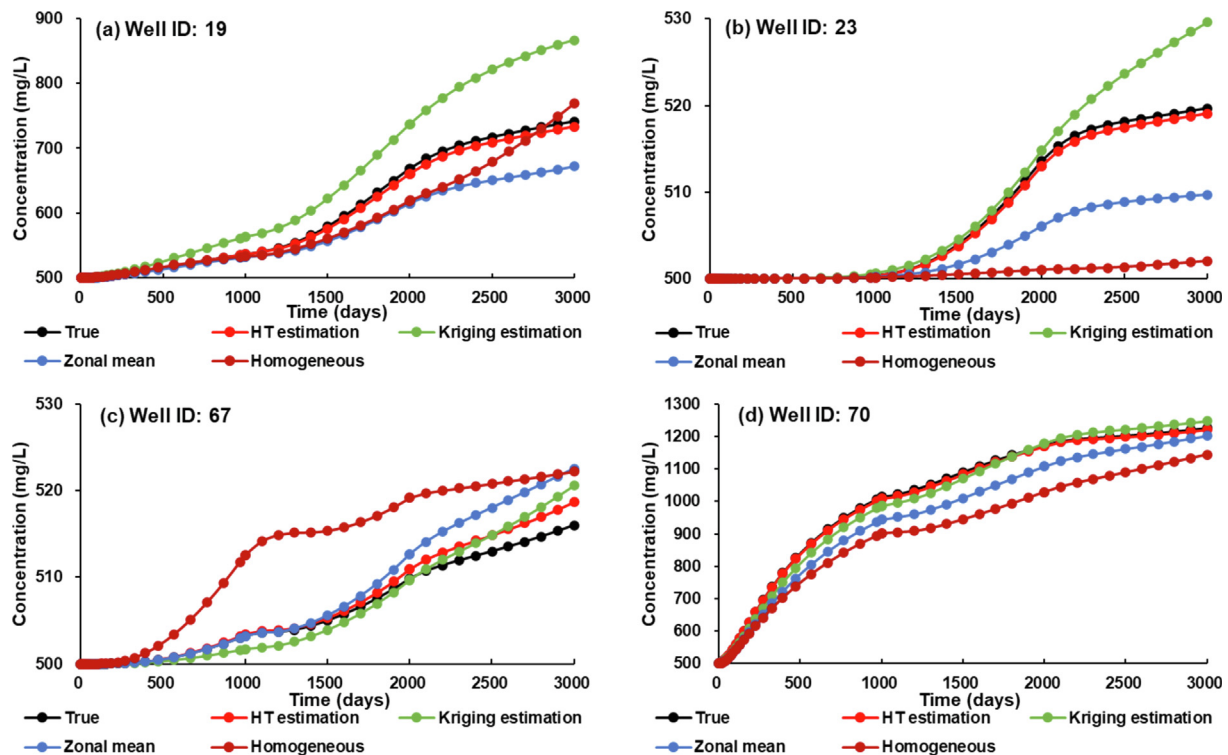 (a) Well ID: 19
Concentration (mg/L)
900
800
700
600
500
0 500 1000 1500 2000 2500 3000
Time (days)
True HT estimation Kriging estimation
Zonal mean Homogeneous
(b) Well ID: 23
Concentration (mg/L)
530
520
510
500
0 500 1000 1500 2000 2500 3000
Time (days)
True HT estimation Kriging estimation
Zonal mean Homogeneous
(c) Well ID: 67
Concentration (mg/L)
530
520
510
500
0 500 1000 1500 2000 2500 3000
Time (days)
True HT estimation Kriging estimation
Zonal mean Homogeneous
(d) Well ID: 70
Concentration (mg/L)
1300
1200
1100
1000
900
800
700
600
500
0 500 1000 1500 2000 2500 3000
Time (days)
True HT estimation Kriging estimation
Zonal mean Homogeneous